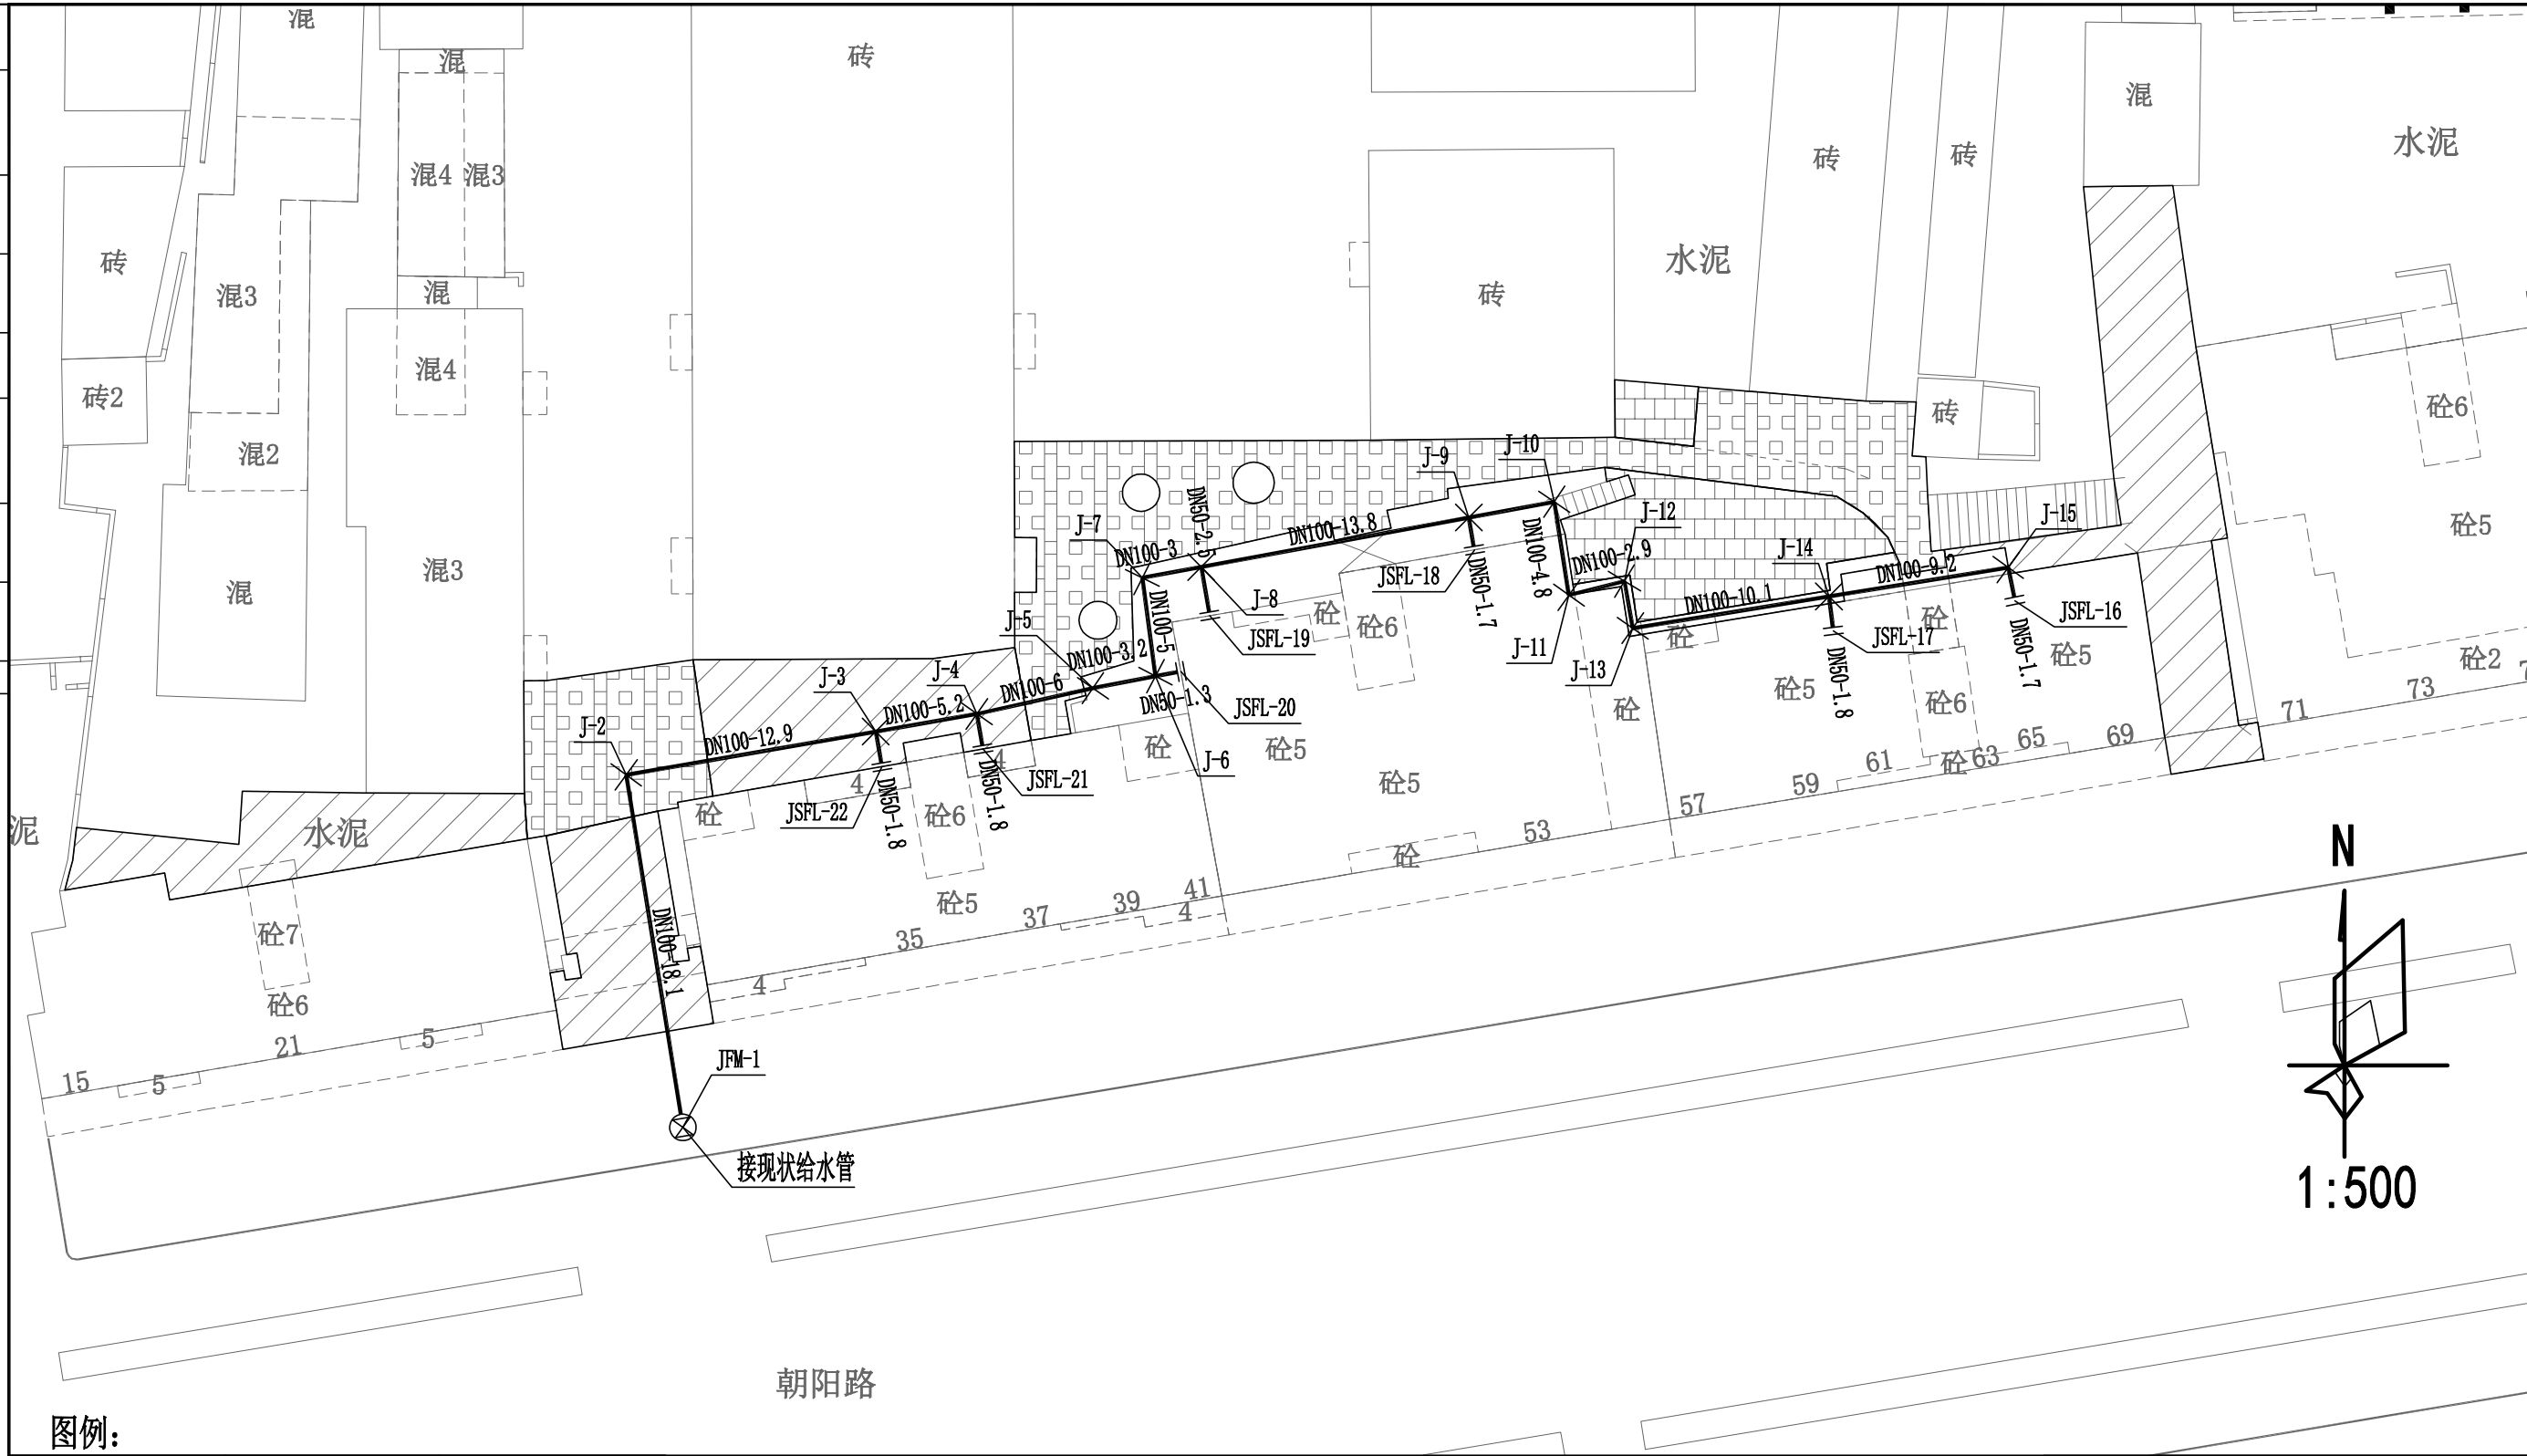 混
混
砖
混
水泥
混4
混3
砖
砖
砖
混3
混
砖
水泥
混4
砖2
混2
砖
砼6
混
混3
J-9
J-10
J-7
DN50-2.5
DN100-3
DN100-13.8
JSFL-18
DN50-1.7
DN100-4.8
DN100-2.9
J-12
J-14
J-15
砼5
DN100-9.2
DN100-10.1
J-8
JSFL-19
砼
砼6
J-11
J-13
砼
JSFL-17
砼
JSFL-16
DN50-1.7
砼5
砼2
J-5
DN100-5
DN100-3.2
DN50-1.3
JSFL-20
J-6
J-4
DN100-6
J-3
DN100-5.2
DN100-12.9
J-2
砼
砼5
砼
砼5
DN50-1.8
砼6
4
4
JSFL-21
DN50-1.8
JSFL-22
DN50-1.8
砼
砼6
砼5
泥
水泥
砼7
砼6
砼5
砼
砼
15
5
21
5
DN100-18.1
4
35
37
39
41
4
53
57
59
61
63
65
69
71
73
7
JFM-1
接现状给水管
N
1:500
朝阳路
图例：